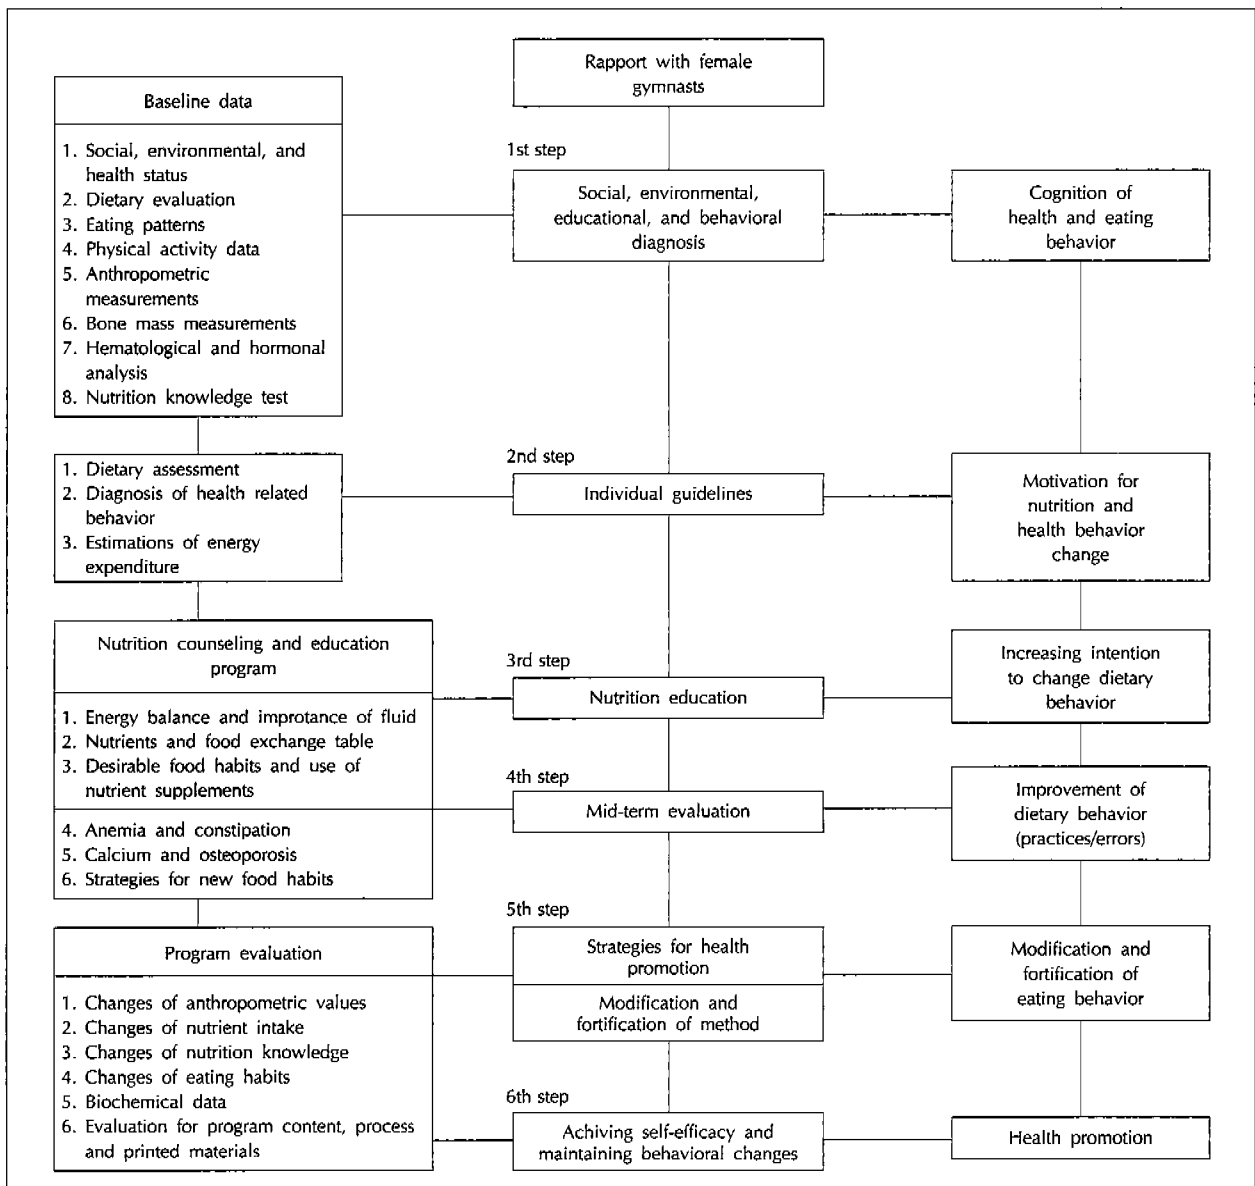 Rapport with female
gymnasts
Baseline data
1. Social, environmental, and
health status
2. Dietary evaluation
3. Eating patterns
4. Physical activity data
5. Anthropometric
measurements
6. Bone mass measurements
7. Hematological and hormonal
analysis
8. Nutrition knowledge test
1st step
Social, environmental,
educational, and behavioral
diagnosis
Cognition of
health and eating
behavior
1. Dietary assessment
2. Diagnosis of health related
behavior
3. Estimations of energy
expenditure
2nd step
Individual guidelines
Motivation for
nutrition and
health behavior
change
Nutrition counseling and education
program
1. Energy balance and improtance of fluid
2. Nutrients and food exchange table
3. Desirable food habits and use of
nutrient supplements
4. Anemia and constipation
5. Calcium and osteoporosis
6. Strategies for new food habits
3rd step
Nutrition education
Increasing intention
to change dietary
behavior
4th step
Mid-term evaluation
Improvement of
dietary behavior
(practices/errors)
Program evaluation
1. Changes of anthropometric values
2. Changes of nutrient intake
3. Changes of nutrition knowledge
4. Changes of eating habits
5. Biochemical data
6. Evaluation for program content, process
and printed materials
5th step
Strategies for health
promotion
Modification and
fortification of method
Modification and
fortification of
eating behavior
6th step
Achiving self-efficacy and
maintaining behavioral changes
Health promotion